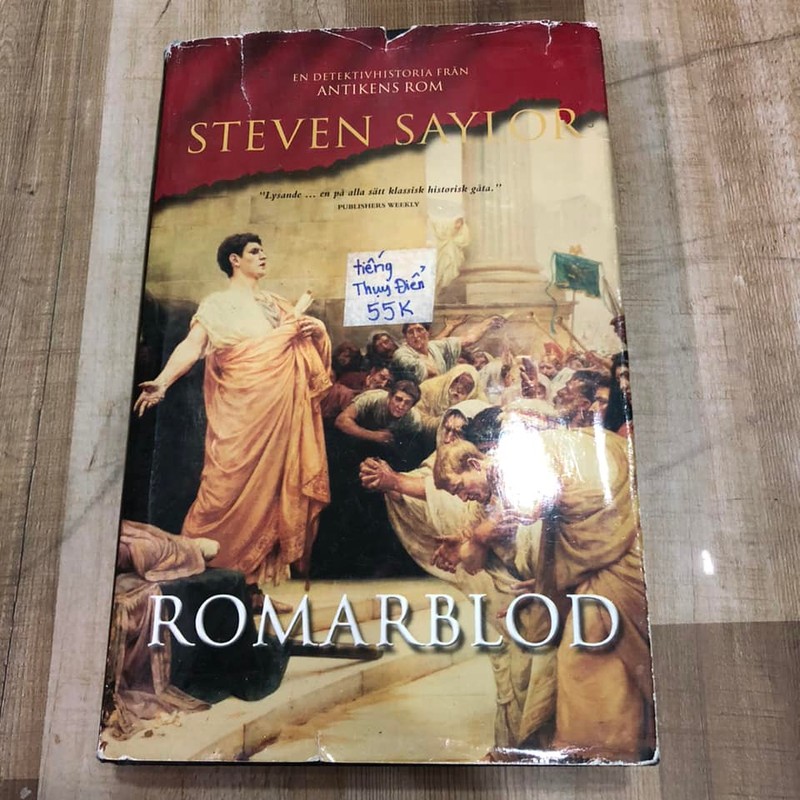 EN DETEKTIVHISTORIA FRÅN
ANTIKENS ROM
STEVEN SAYLOR
"Lysande ... en på alla sätt klassisk historisk gåta."
PUBLISHERS WEEKLY
tiếng
Thụy Điển
55K
ROMARBLOD